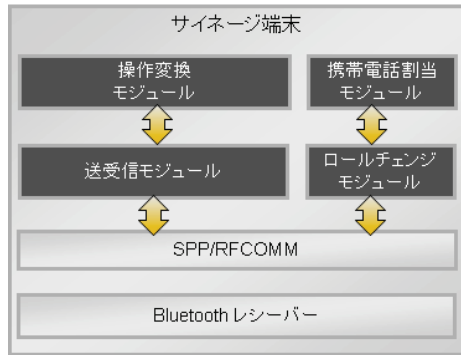 サイネージ端末
操作変換
モジュール
携帯電話割当
モジュール
送受信モジュール
ロールチェンジ
モジュール
SPP/RFCOMM
Bluetooth レシーバー